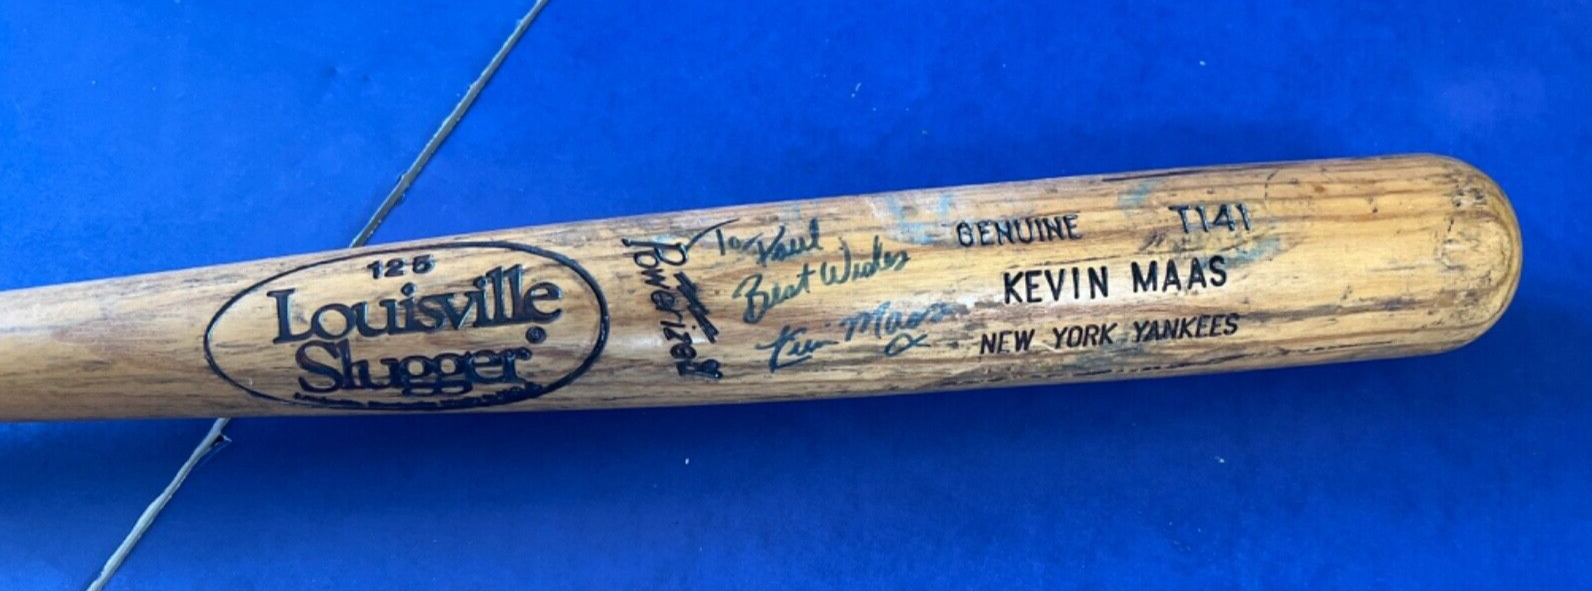 125
Louisville
Slugger
Powerized
To Paul
Best Wishes
Kevin Maas
GENUINE T141
KEVIN MAAS
NEW YORK YANKEES